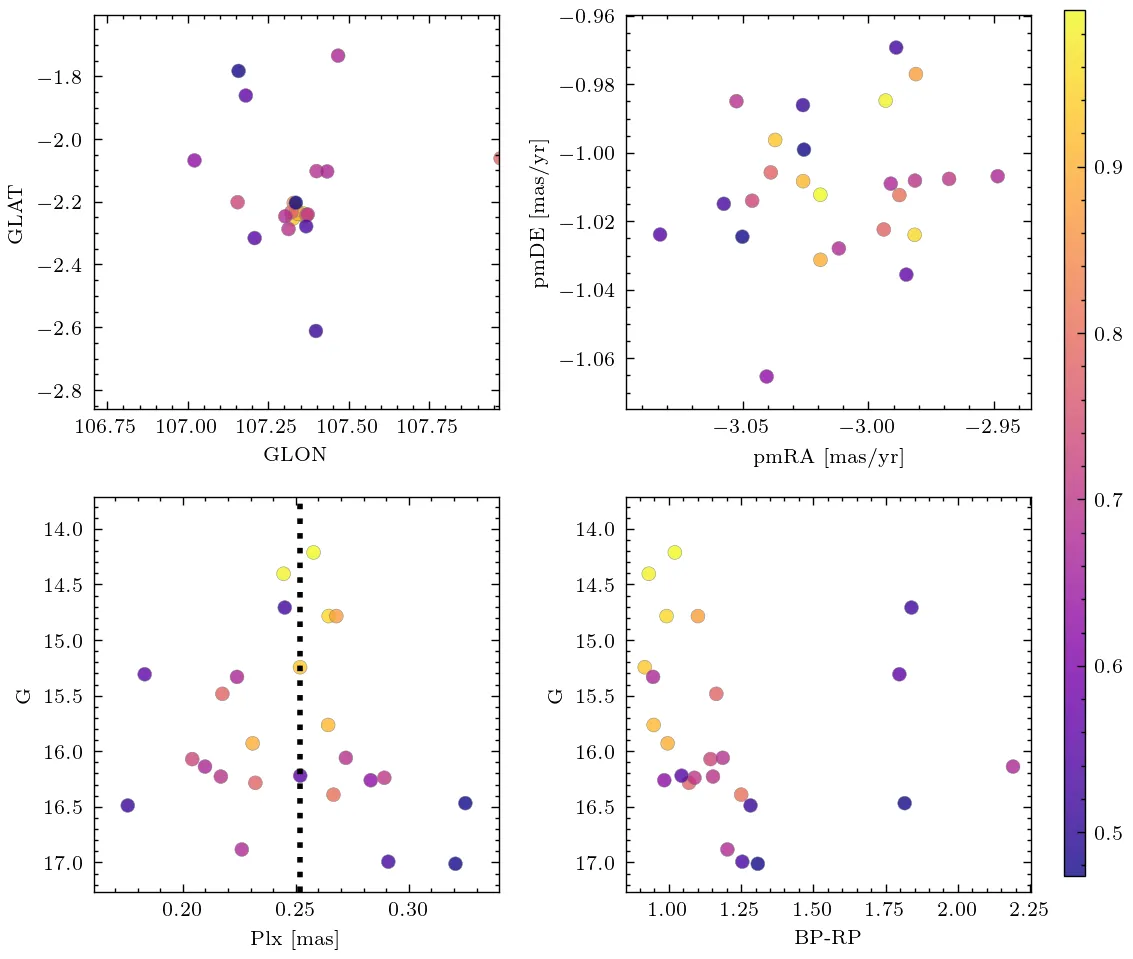 −1.8
−2.0
−2.2
−2.4
−2.6
−2.8
GLAT
106.75 107.00 107.25 107.50 107.75
GLON
−0.96
−0.98
−1.00
−1.02
−1.04
−1.06
pmDE [mas/yr]
−3.05 −3.00 −2.95
pmRA [mas/yr]
14.0
14.5
15.0
15.5
16.0
16.5
17.0
G
0.20 0.25 0.30
Plx [mas]
14.0
14.5
15.0
15.5
16.0
16.5
17.0
G
1.00 1.25 1.50 1.75 2.00 2.25
BP-RP
0.9
0.8
0.7
0.6
0.5